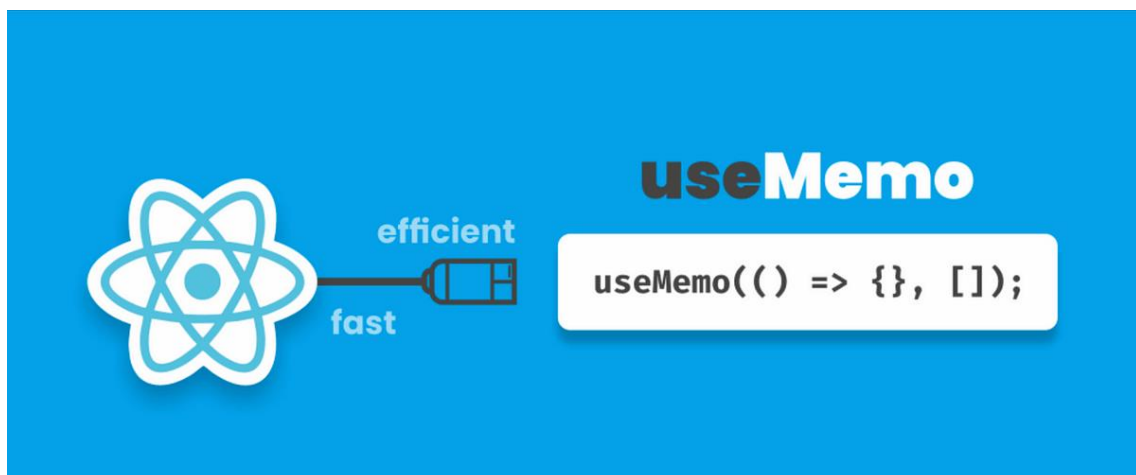 useMemo
efficient
useMemo(() => {}, []);
fast